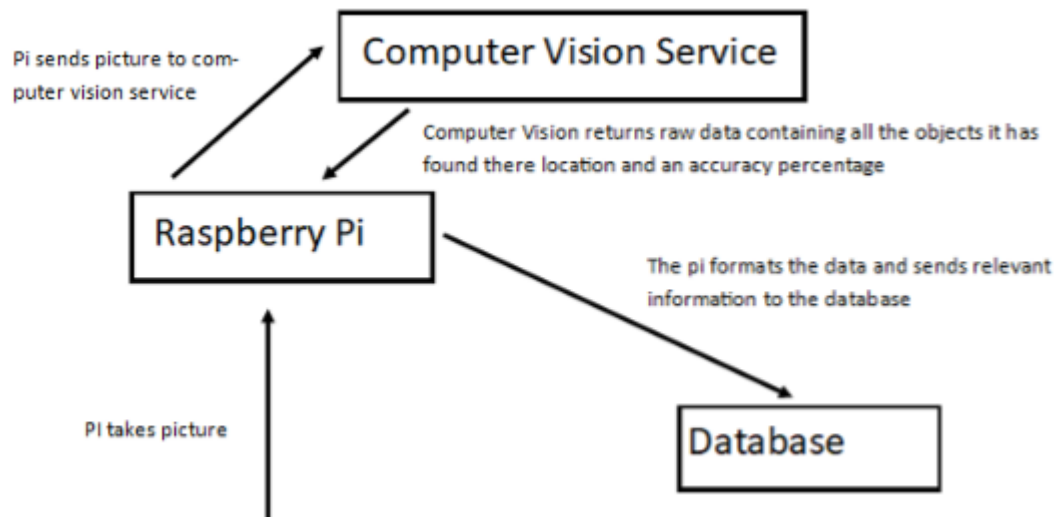 Computer Vision Service
Pi sends picture to com-
puter vision service
Computer Vision returns raw data containing all the objects it has
found there location and an accuracy percentage
Raspberry Pi
The pi formats the data and sends relevant
information to the database
PI takes picture
Database